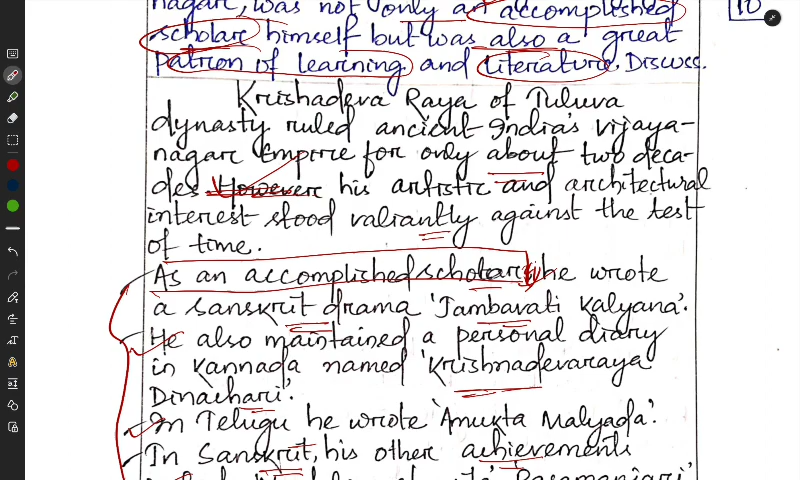 nagar, was not only an accomplished
scholar himself but was also a great
patron of learning and literature. Discuss.
10
Krishadeva Raya of Tuluva
dynasty ruled ancient India's vijaya-
nagar Empire for only about two deca-
des However his artistic and architectural
interest stood valiantly against the test
of time.
As an accomplished scholar he wrote
a sanskrit drama 'Jambavati Kalyana'.
He also maintained a personal diary
in Kannada named 'Krishnadevaraya
Dinachari'.
In Telugu he wrote 'Amukta Malyada'.
In Sanskrit, his other achievements
Rasamanjari'